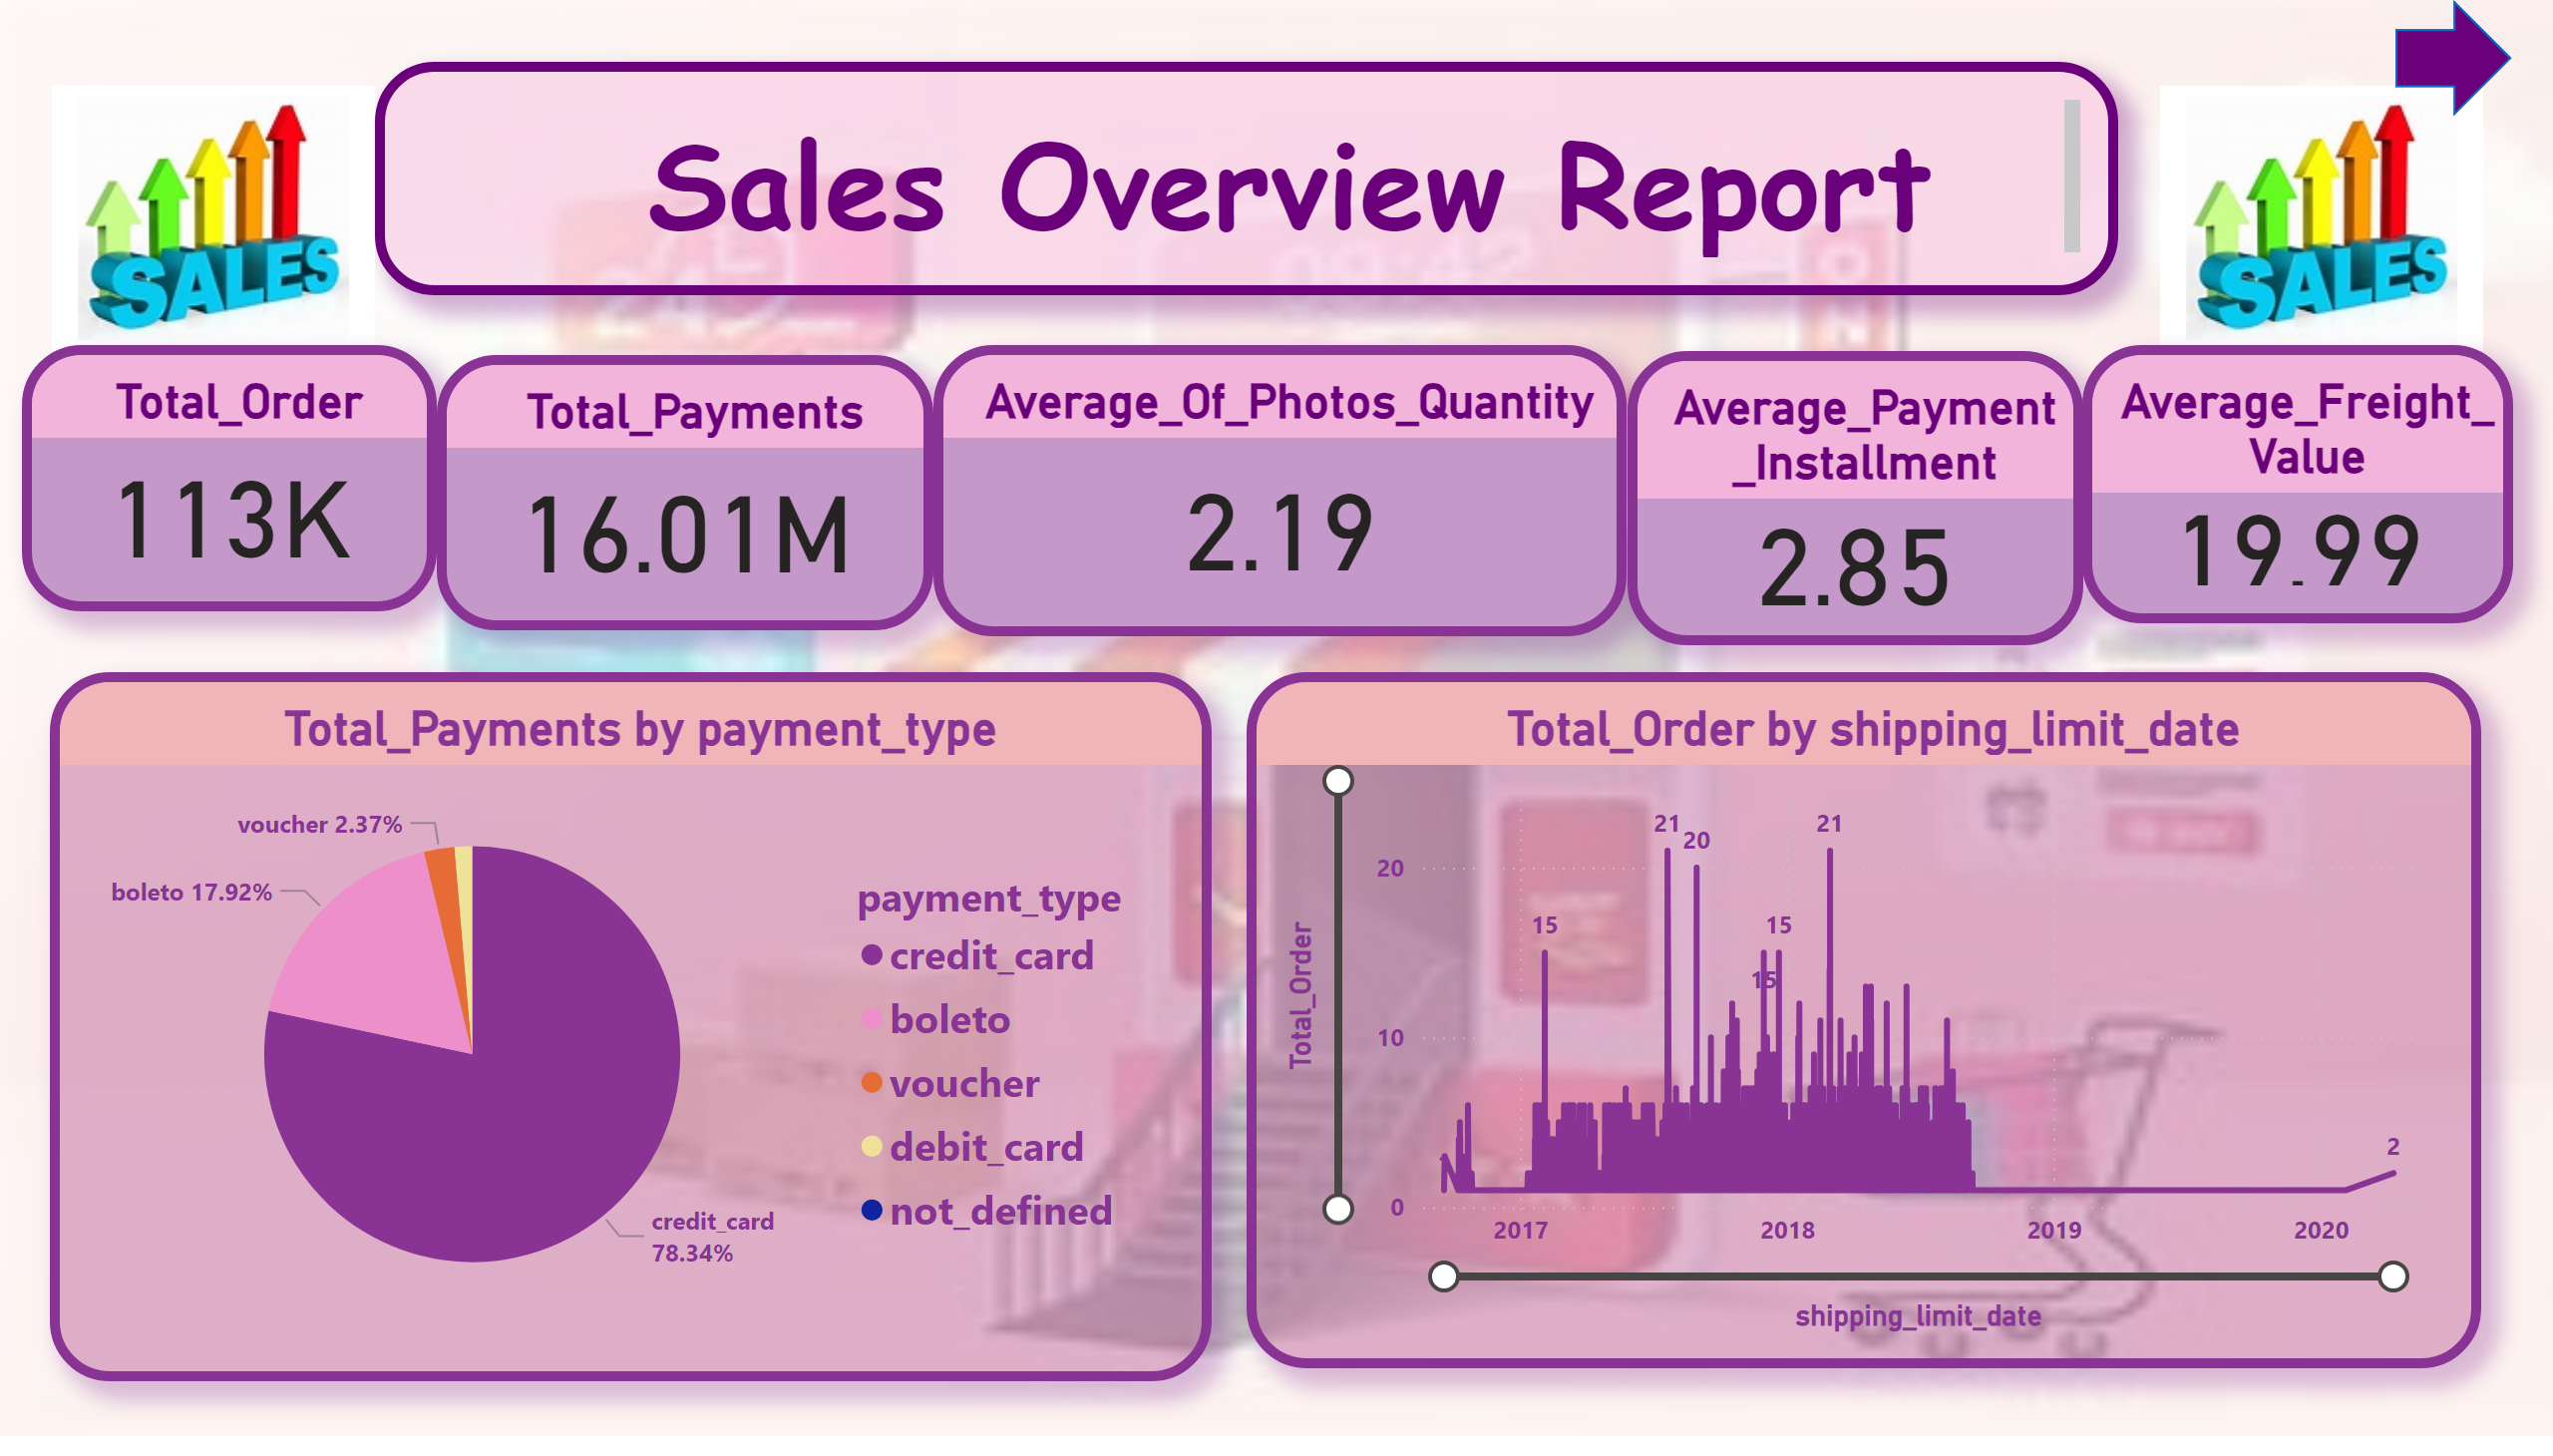 Sales Overview Report
SALES
SALES
Total_Order
113K
Total_Payments
16.01M
Average_Of_Photos_Quantity
2.19
Average_Payment
_Installment
2.85
Average_Freight_
Value
19.99
Total_Payments by payment_type
voucher 2.37%
boleto 17.92%
credit_card
78.34%
payment_type
credit_card
boleto
voucher
debit_card
not_defined
Total_Order by shipping_limit_date
Total_Order
20
10
0
15
21
20
15
15
21
2
2017
2018
2019
2020
shipping_limit_date